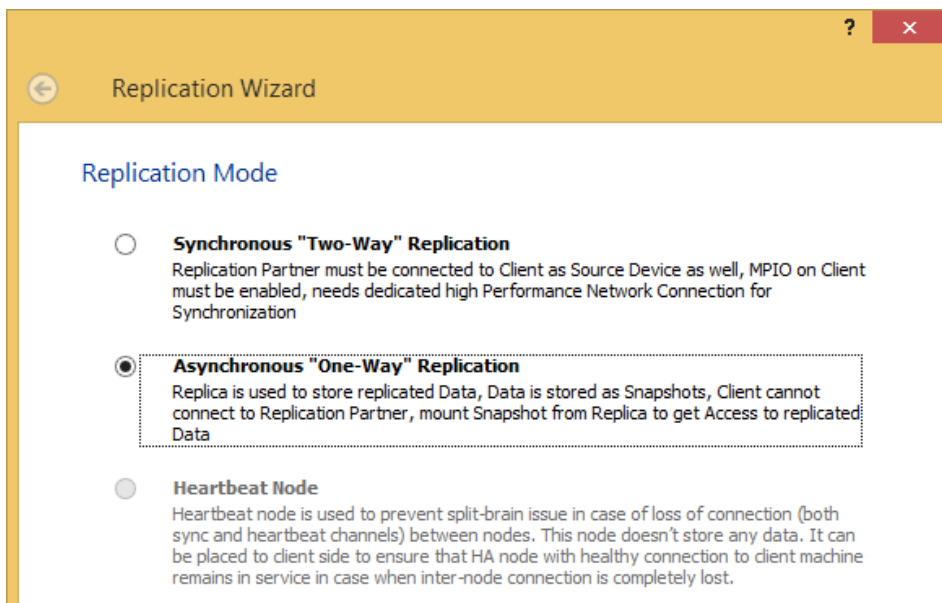 ?
Replication Wizard
Replication Mode
Synchronous "Two-Way" Replication
Replication Partner must be connected to Client as Source Device as well, MPIO on Client
must be enabled, needs dedicated high Performance Network Connection for
Synchronization
Asynchronous "One-Way" Replication
Replica is used to store replicated Data, Data is stored as Snapshots, Client cannot
connect to Replication Partner, mount Snapshot from Replica to get Access to replicated
Data
Heartbeat Node
Heartbeat node is used to prevent split-brain issue in case of loss of connection (both
sync and heartbeat channels) between nodes. This node doesn't store any data. It can
be placed to client side to ensure that HA node with healthy connection to client machine
remains in service in case when inter-node connection is completely lost.